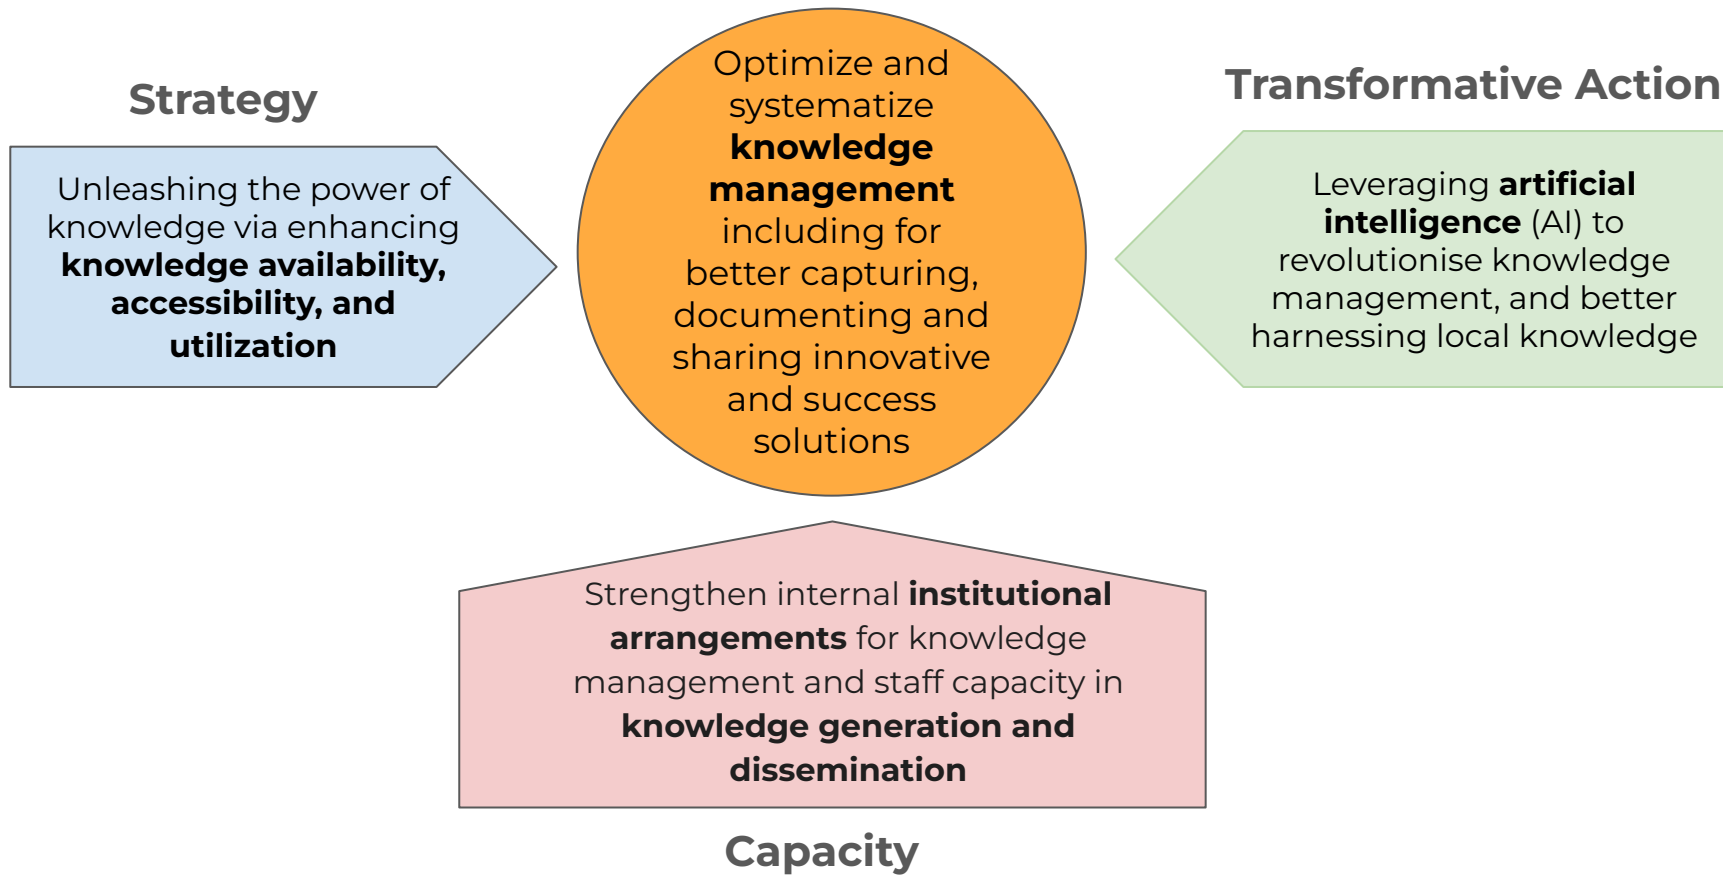 Strategy
Unleashing the power of
knowledge via enhancing
knowledge availability,
accessibility, and
utilization
Optimize and
systematize
knowledge
management
including for
better capturing,
documenting and
sharing innovative
and success
solutions
Transformative Action
Leveraging artificial
intelligence (AI) to
revolutionise knowledge
management, and better
harnessing local knowledge
Strengthen internal institutional
arrangements for knowledge
management and staff capacity in
knowledge generation and
dissemination
Capacity